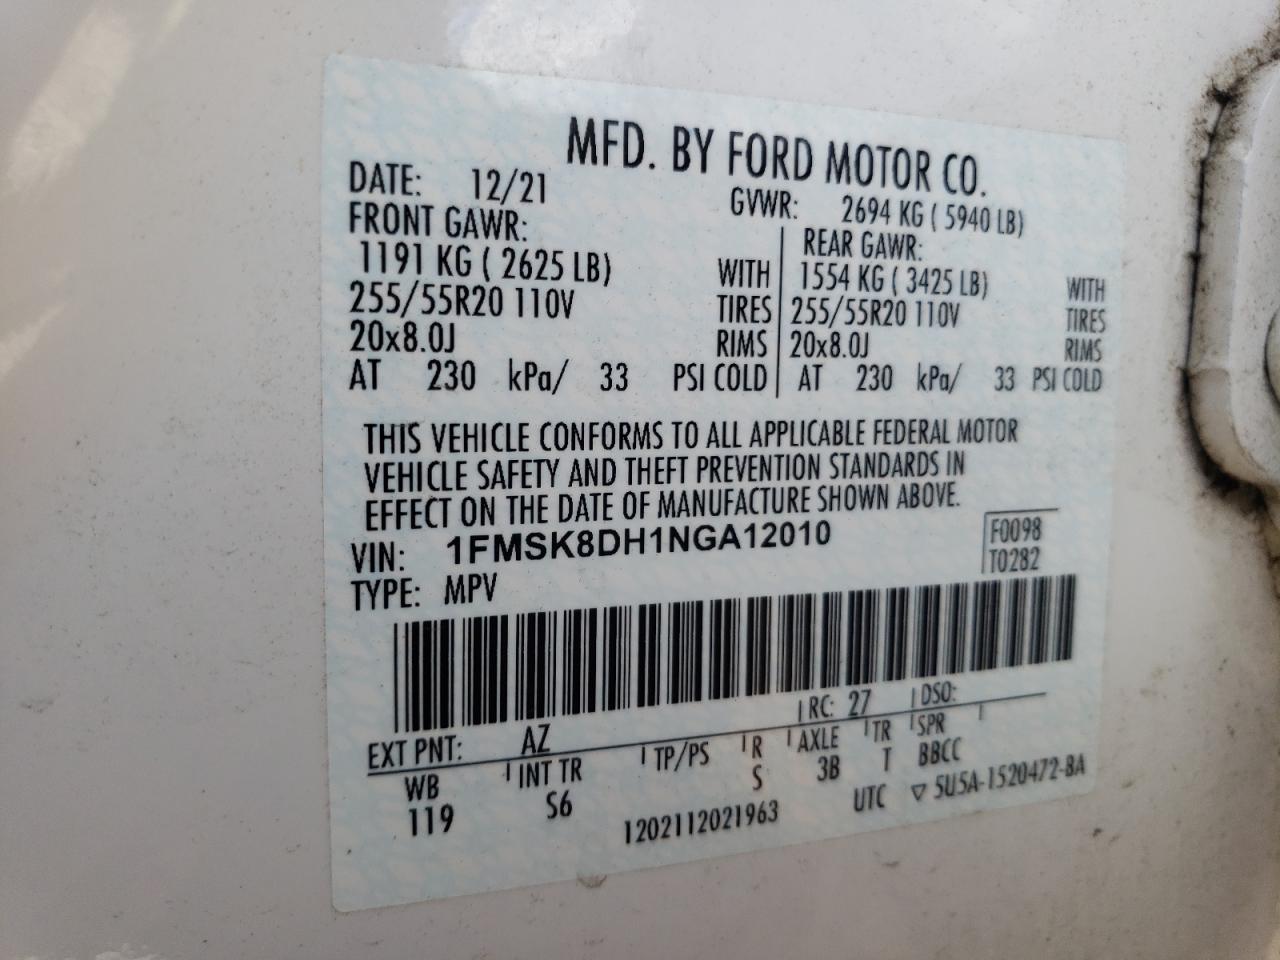 MFD. BY FORD MOTOR CO.
DATE: 12/21 GVWR: 2694 KG ( 5940 LB)
FRONT GAWR: REAR GAWR:
1191 KG ( 2625 LB) WITH 1554 KG ( 3425 LB) WITH
255/55R20 110V TIRES 255/55R20 110V TIRES
20x8.0J RIMS 20x8.0J RIMS
AT 230 kPa/ 33 PSI COLD AT 230 kPa/ 33 PSI COLD
THIS VEHICLE CONFORMS TO ALL APPLICABLE FEDERAL MOTOR
VEHICLE SAFETY AND THEFT PREVENTION STANDARDS IN
EFFECT ON THE DATE OF MANUFACTURE SHOWN ABOVE.
VIN: 1FMSK8DH1NGA12010 F0098
TYPE: MPV T0282
EXT PNT: AZ RC: 27 DSO:
WB INT TR TP/PS R AXLE TR SPR
119 S6 S 3B T BBCC
1202112021963 UTC ▽ 5U5A-1520472-BA